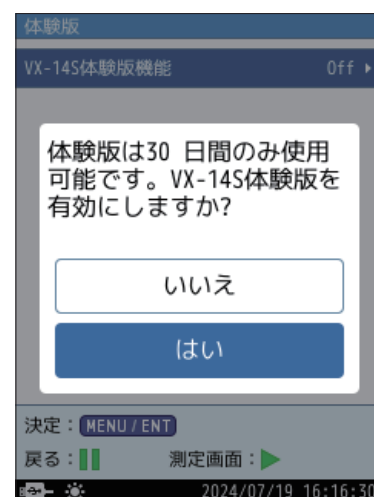 体験版
VX-14S体験版機能 Off
体験版は30 日間のみ使用
可能です。VX-14S体験版を
有効にしますか?
いいえ
はい
決定：MENU / ENT
戻る： 測定画面：
2024/07/19 16:16:30